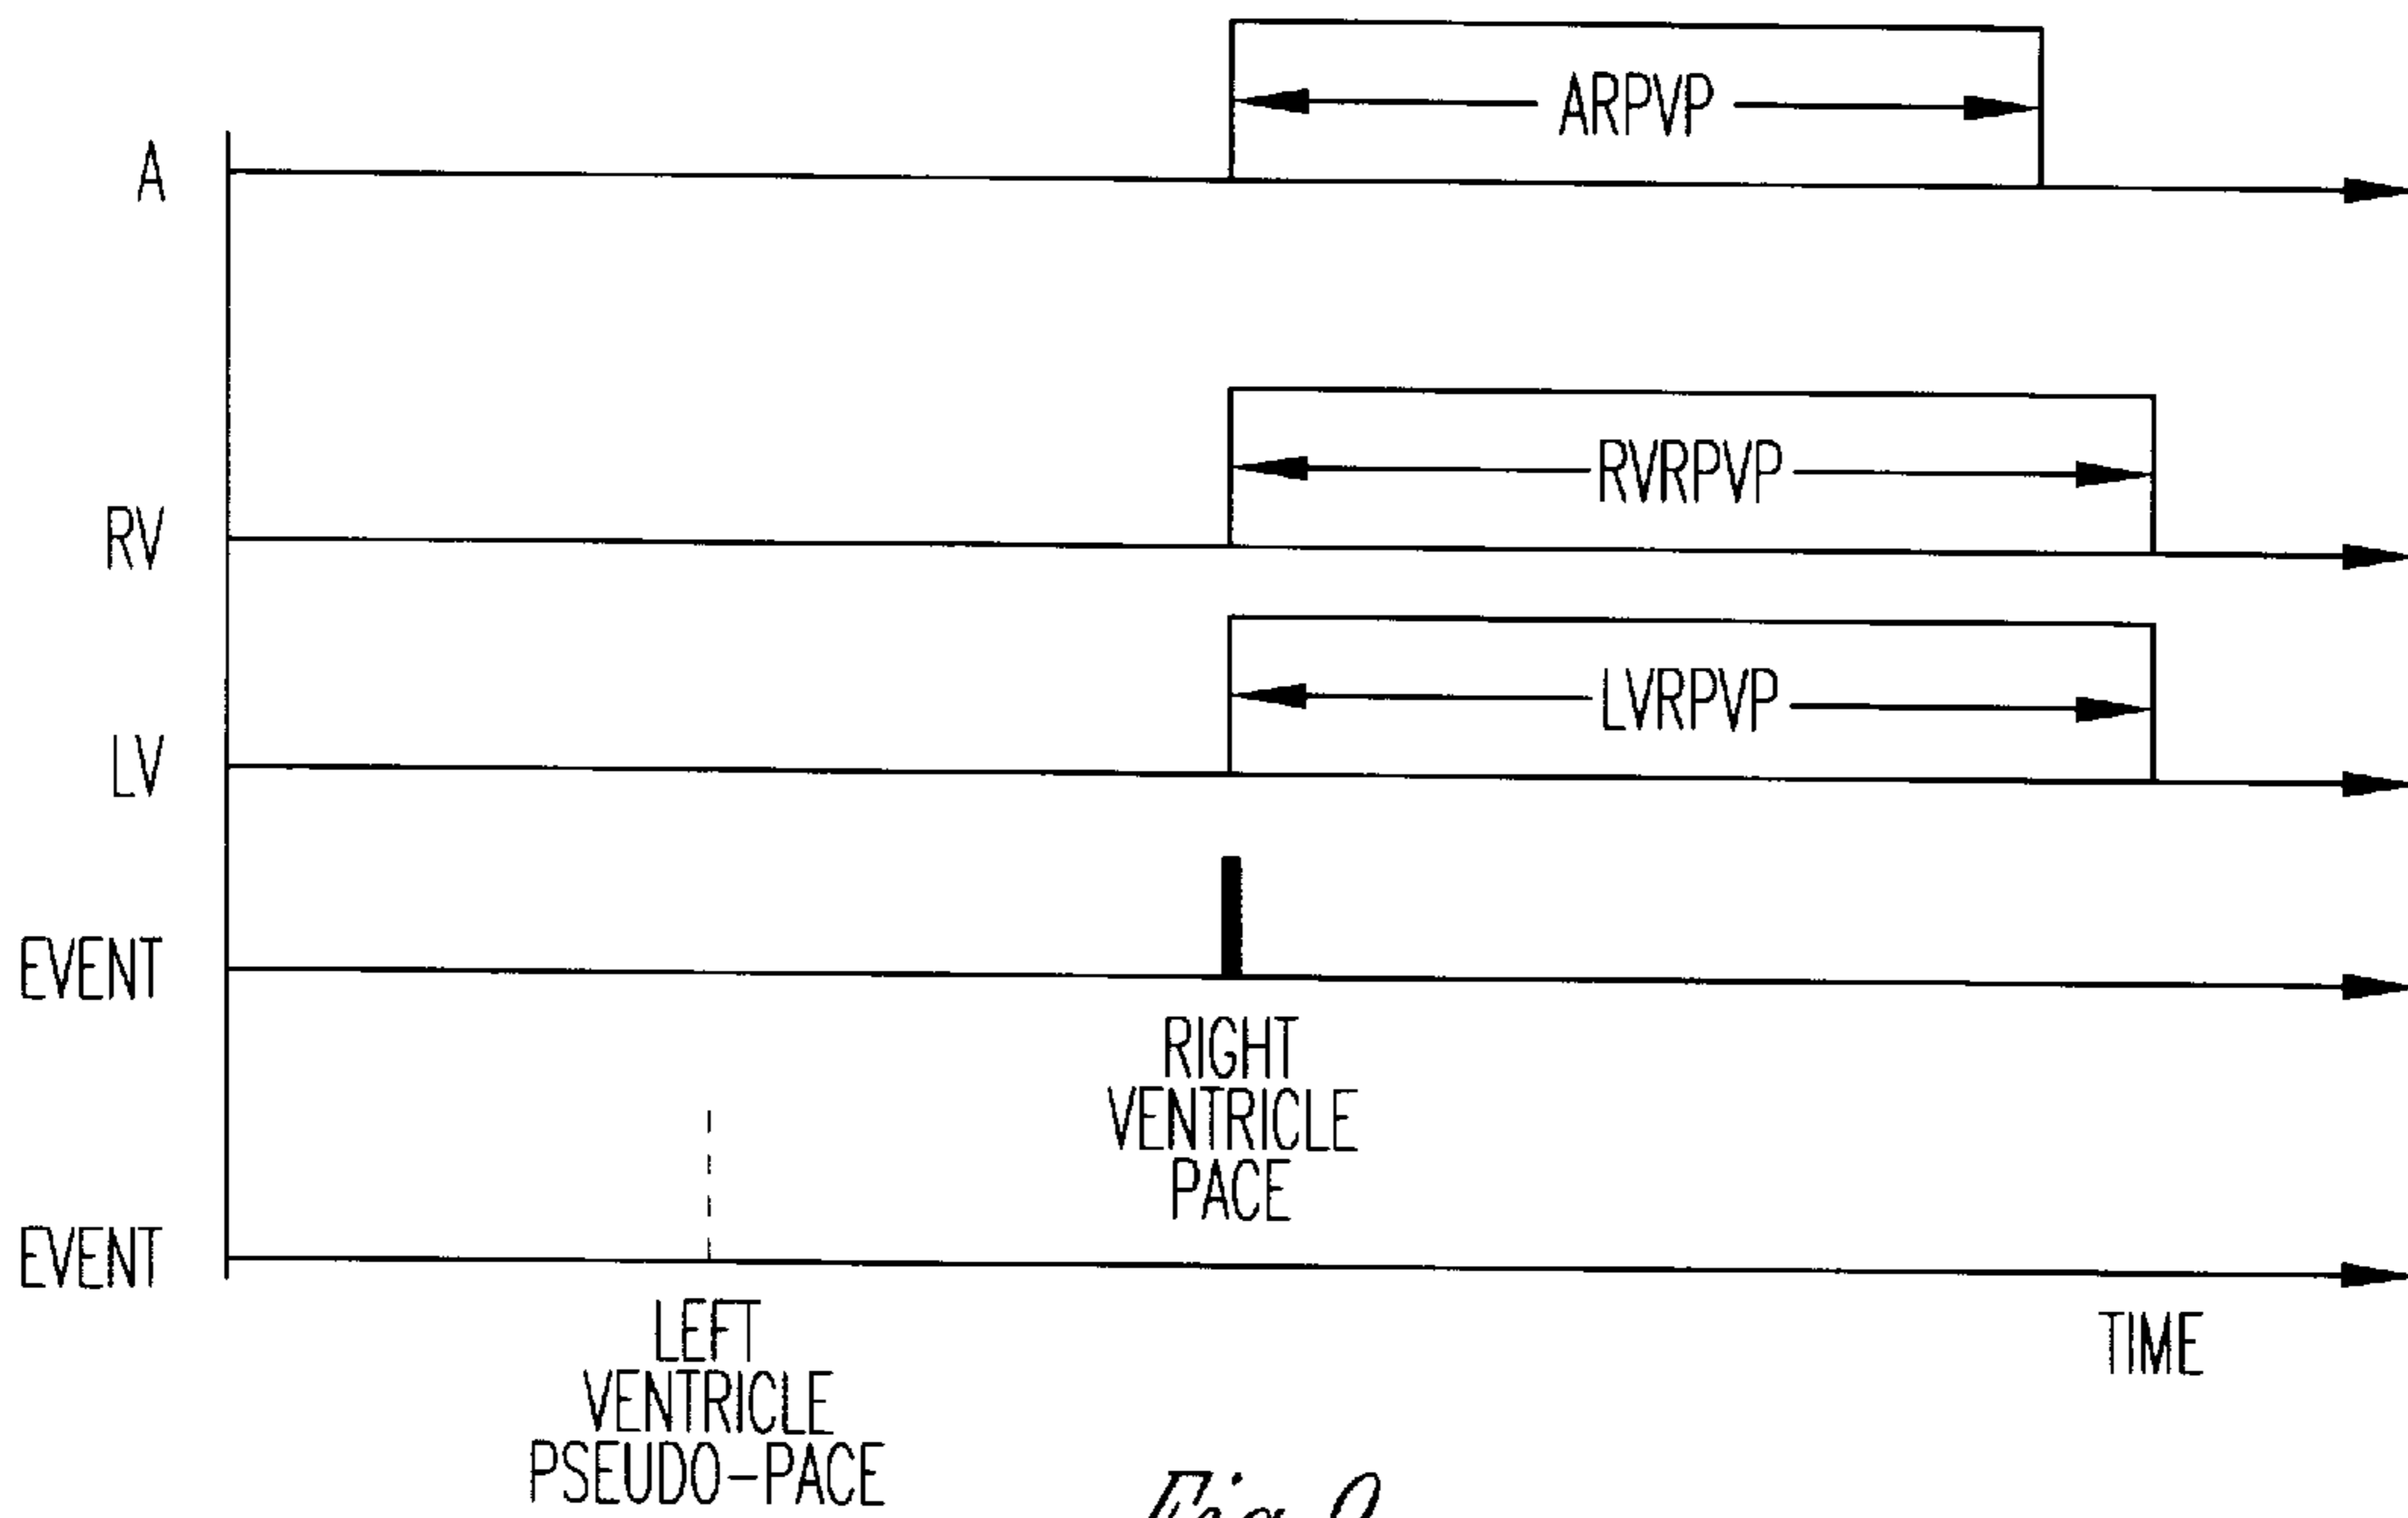 A
ARPVP
RV
RVRPVP
LV
LVRPVP
EVENT
RIGHT
VENTRICLE
PACE
EVENT
LEFT
VENTRICLE
PSEUDO-PACE
TIME